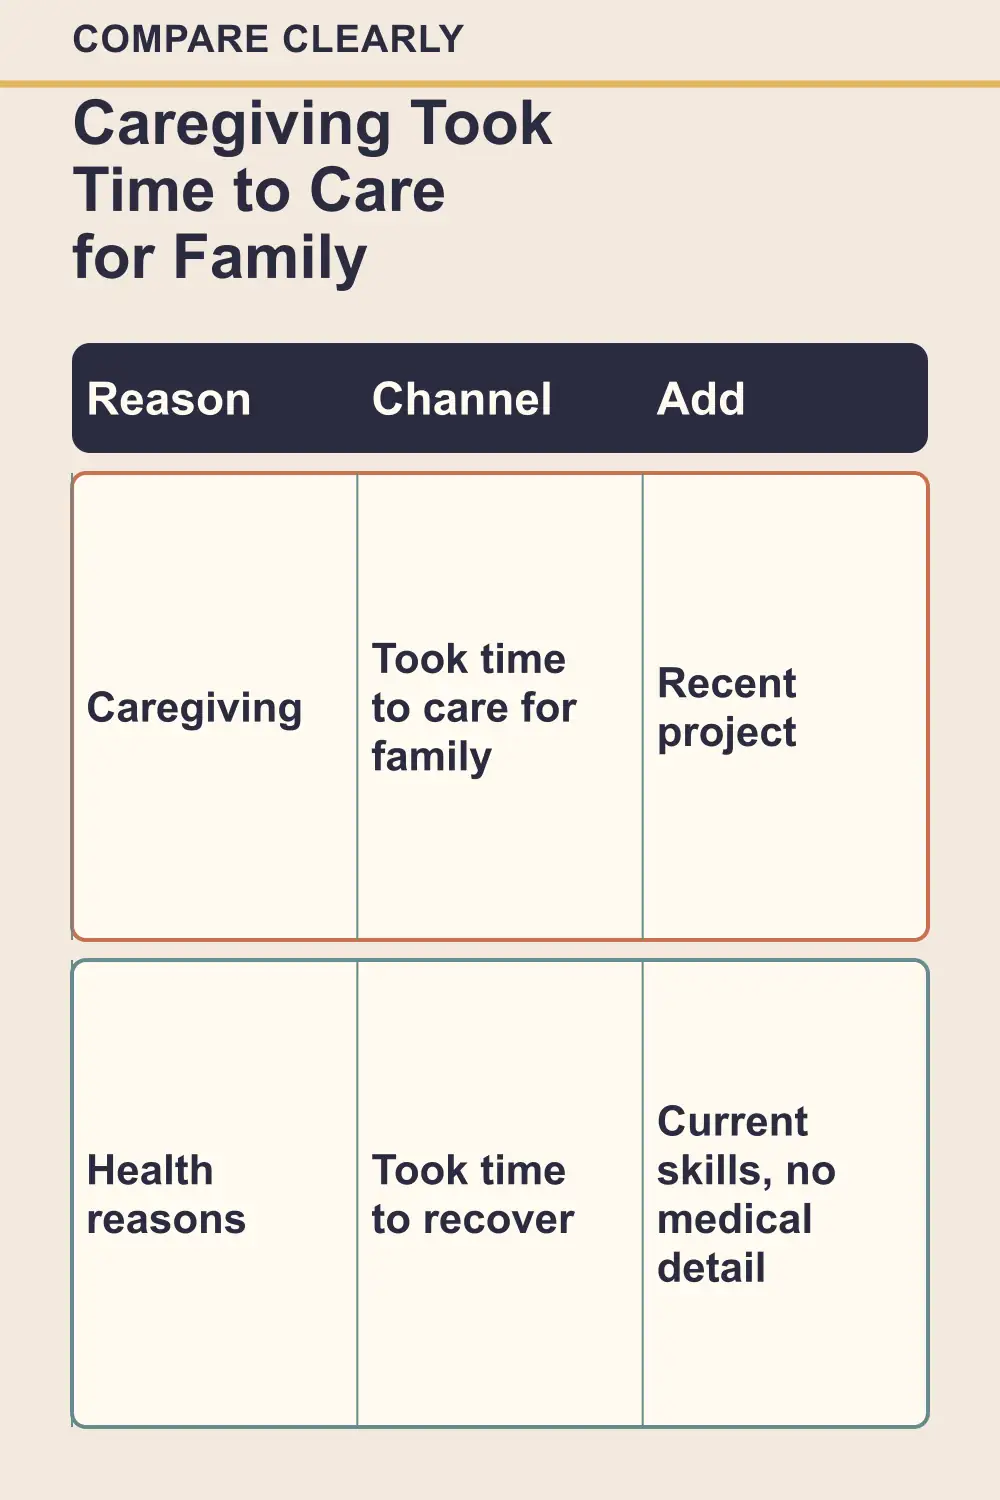 COMPARE CLEARLY
Caregiving Took
Time to Care
for Family
Reason Channel Add
Caregiving
Took time
to care for
family
Recent
project
Health
reasons
Took time
to recover
Current
skills, no
medical
detail